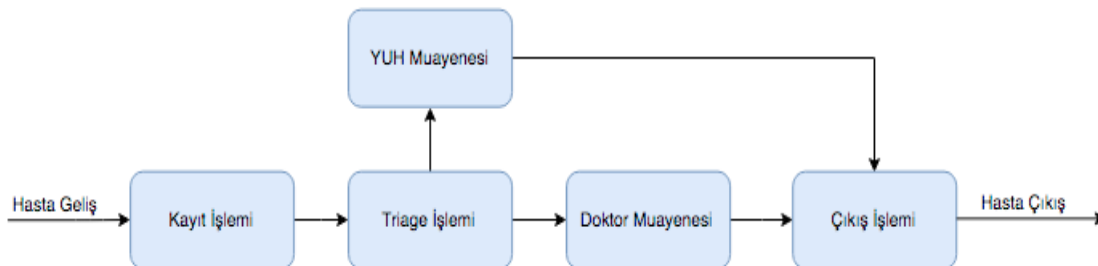 YUH Muayenesi
Hasta Geliş
Kayıt İşlemi
Triage İşlemi
Doktor Muayenesi
Çıkış İşlemi
Hasta Çıkış